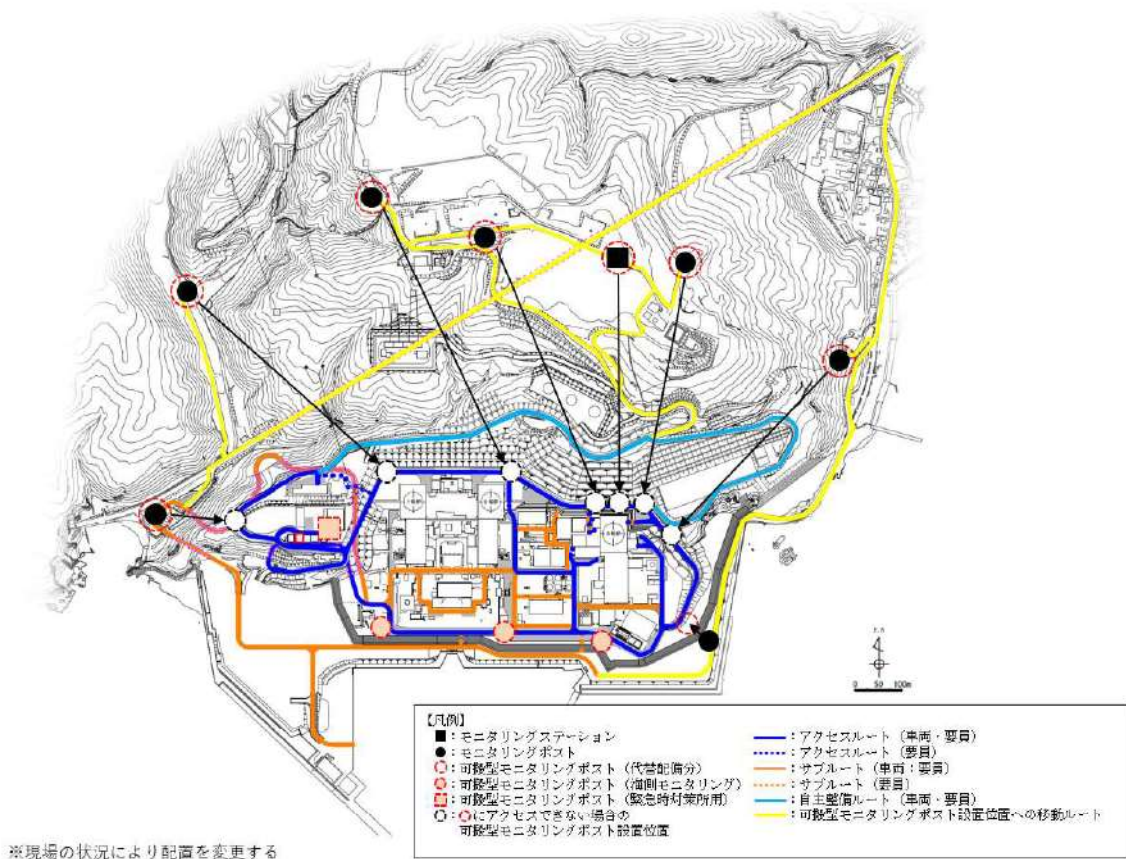 0 50 100m
【凡例】
■：モニタリングステーション
●：モニタリングポスト
：可搬型モニタリングポスト（代替配備分）
：可搬型モニタリングポスト（海側モニタリング）
：可搬型モニタリングポスト（緊急時対策所用）
○：○にアクセスできない場合の
可搬型モニタリングポスト設置位置
：アクセスルート（車両・要員）
：アクセスルート（要員）
：サブルート（車両・要員）
：サブルート（要員）
：自主整備ルート（車両・要員）
：可搬型モニタリングポスト設置位置への移動ルート
※現場の状況により配置を変更する